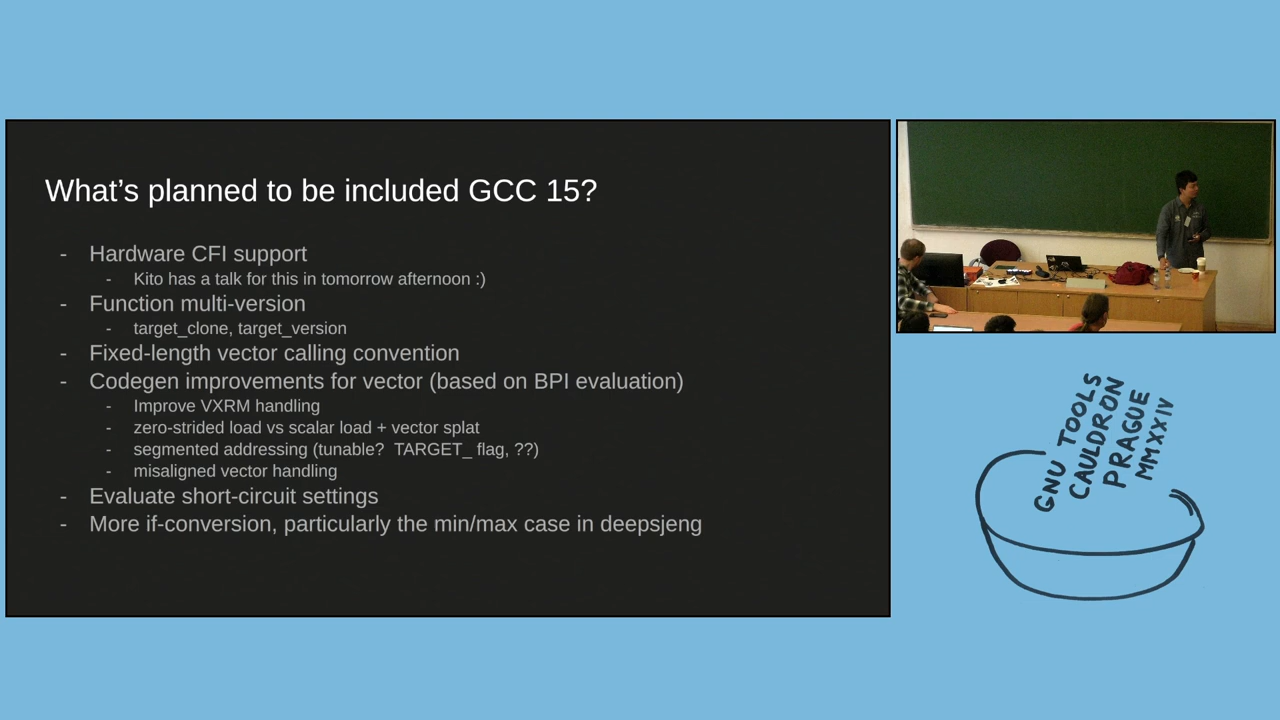 What’s planned to be included GCC 15?
- Hardware CFI support
- Kito has a talk for this in tomorrow afternoon :)
- Function multi-version
- target_clone, target_version
- Fixed-length vector calling convention
- Codegen improvements for vector (based on BPI evaluation)
- Improve VXRM handling
- zero-strided load vs scalar load + vector splat
- segmented addressing (tunable?  TARGET_ flag, ??)
- misaligned vector handling
- Evaluate short-circuit settings
- More if-conversion, particularly the min/max case in deepsjeng
GNU TOOLS
CAULDRON
PRAGUE
MMXXIV